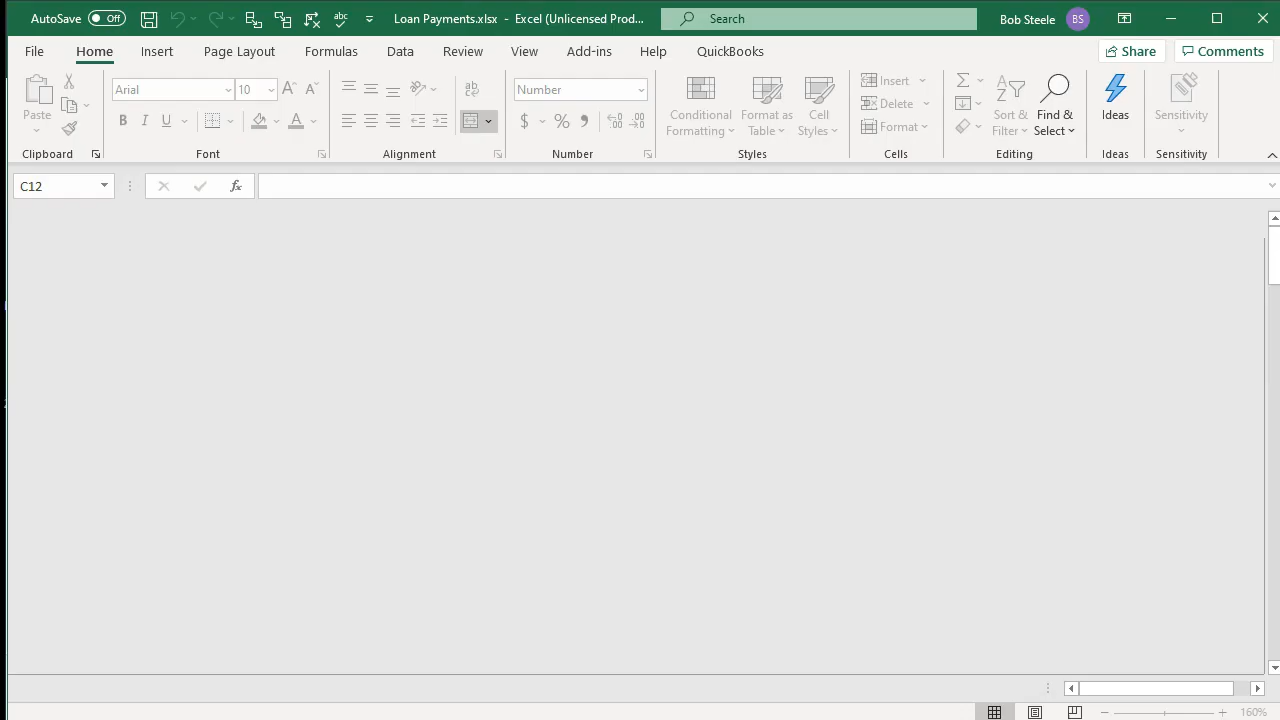 AutoSave Off abc Loan Payments.xlsx - Excel (Unlicensed Prod... Search Bob Steele BS
File Home Insert Page Layout Formulas Data Review View Add-ins Help QuickBooks Share Comments
Paste
Arial 10 A A
B I U A
ab
Number
$ % 9
Conditional Formatting
Format as Table
Cell Styles
Insert
Delete
Format
Sort & Filter
Find & Select
Ideas
Sensitivity
Clipboard Font Alignment Number Styles Cells Editing Ideas Sensitivity
C12 fx
160%